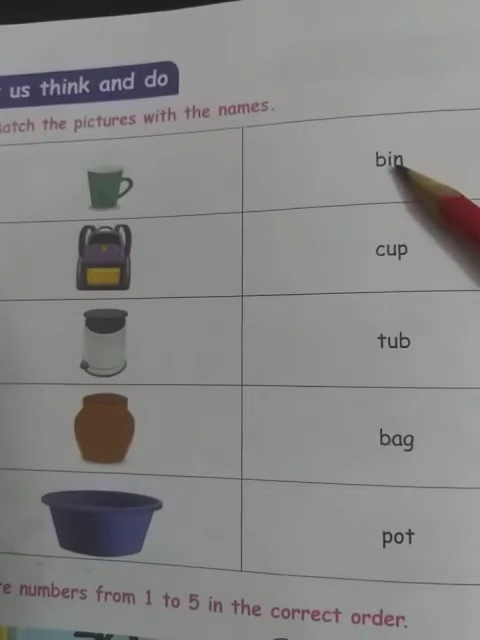 us think and do
atch the pictures with the names.
bin
cup
tub
bag
pot
e numbers from 1 to 5 in the correct order.